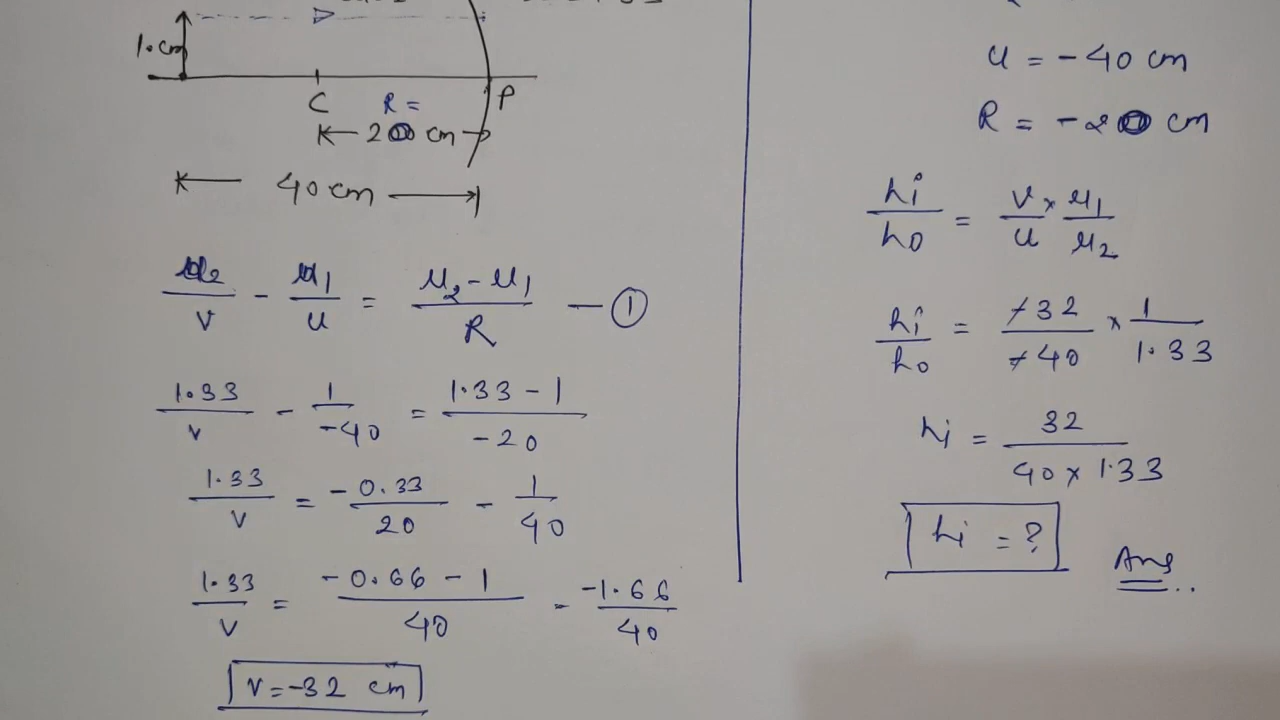 1.cm
C
R =
P
20 cm
40 cm
μ2/v - μ1/u = μ2-μ1/R — ①
1.33/v - 1/-40 = 1.33-1/-20
1.33/v = -0.33/20 - 1/40
1.33/v = -0.66-1/40 = -1.66/40
v = -32 cm
u = -40 cm
R = -20 cm
hi/ho = v/u × μ1/μ2
hi/ho = -32/-40 × 1/1.33
hi = 32/40×1.33
hi = ?
Ans..